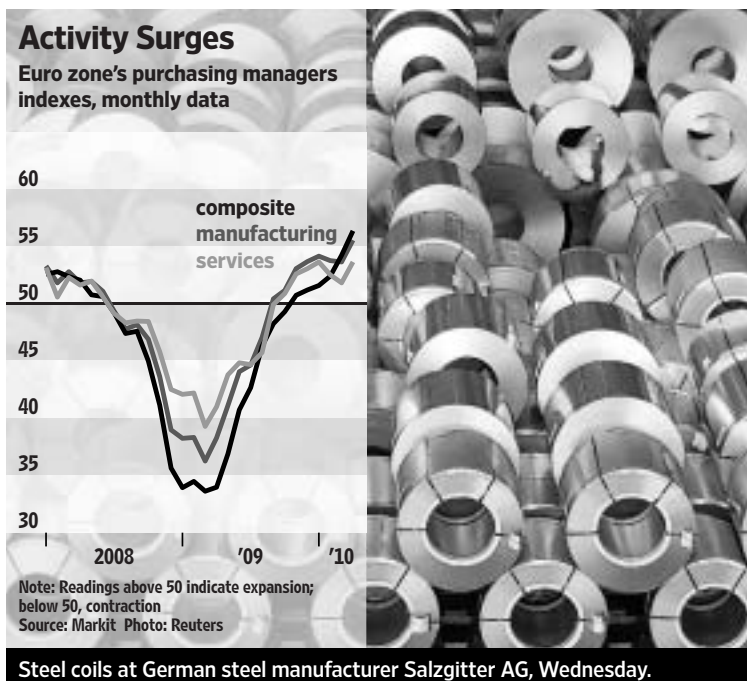 Activity Surges
Euro zone's purchasing managers
indexes, monthly data
60
composite
55
manufacturing
services
50
45
40
35
30
2008 '09 '10
Note: Readings above 50 indicate expansion;
below 50, contraction
Source: Markit Photo: Reuters
Steel coils at German steel manufacturer Salzgitter AG, Wednesday.